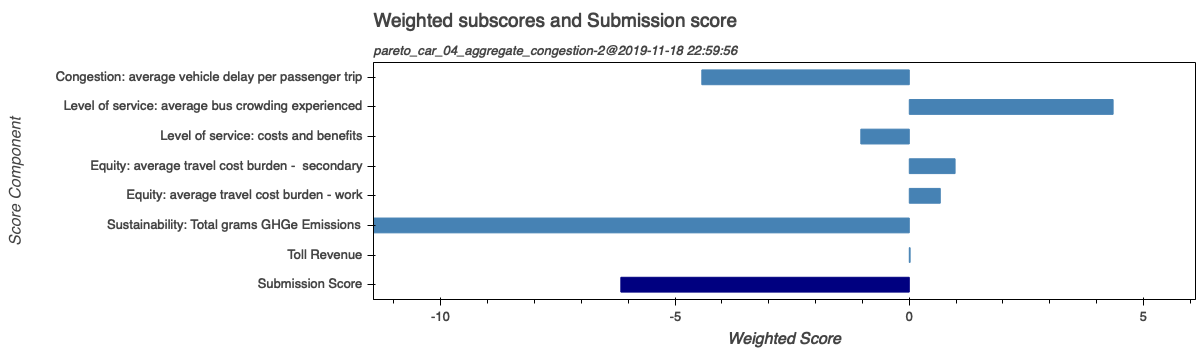 Weighted subscores and Submission score
pareto_car_04_aggregate_congestion-2@2019-11-18 22:59:56
Score Component
Congestion: average vehicle delay per passenger trip
Level of service: average bus crowding experienced
Level of service: costs and benefits
Equity: average travel cost burden -  secondary
Equity: average travel cost burden - work
Sustainability: Total grams GHGe Emissions
Toll Revenue
Submission Score
-10 -5 0 5
Weighted Score